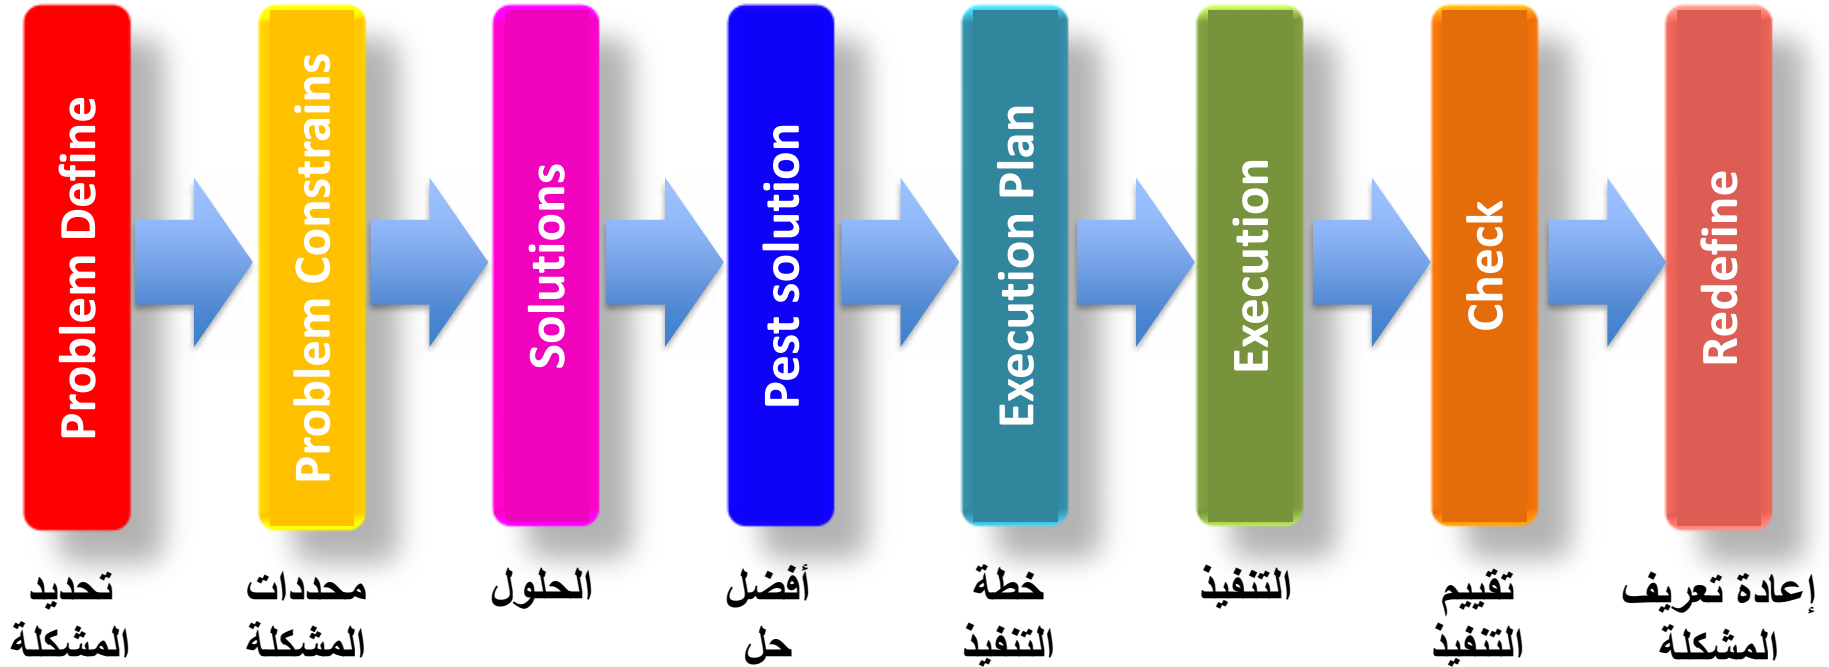 Problem Define
Problem Constrains
Solutions
Pest solution
Execution Plan
Execution
Check
Redefine
تحديد
المشكلة
محددات
المشكلة
الحلول
أفضل
حل
خطة
التنفيذ
التنفيذ
تقييم
التنفيذ
إعادة تعريف
المشكلة